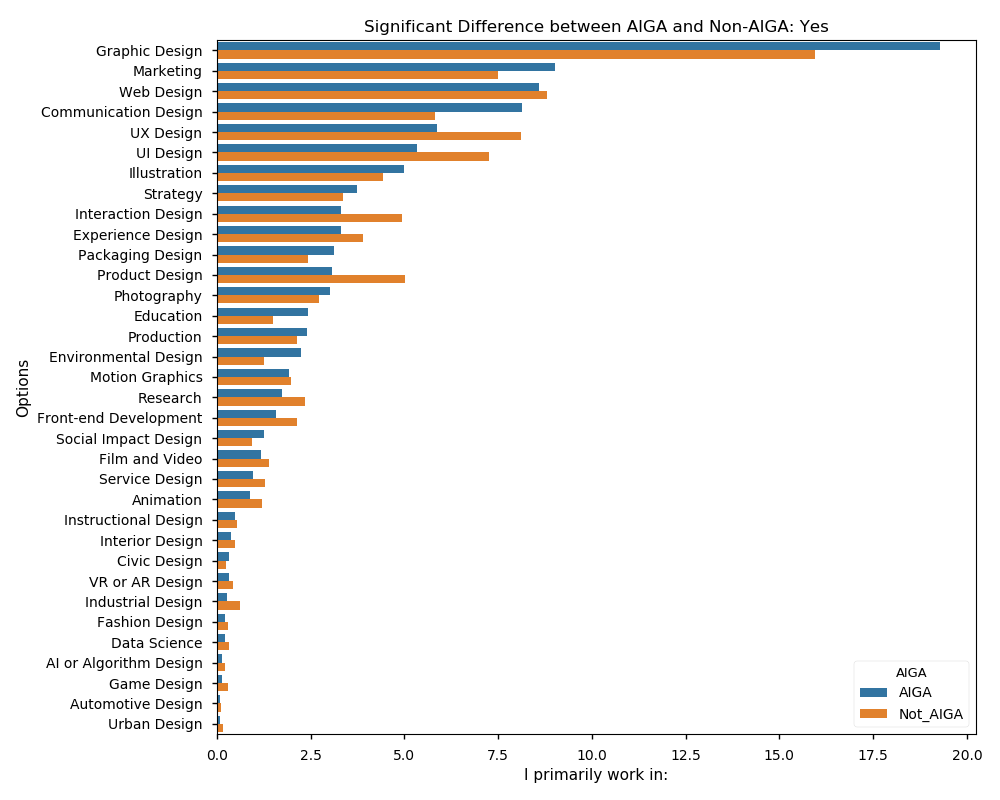 Significant Difference between AIGA and Non-AIGA: Yes
Graphic Design
Marketing
Web Design
Communication Design
UX Design
UI Design
Illustration
Strategy
Interaction Design
Experience Design
Packaging Design
Product Design
Photography
Education
Production
Environmental Design
Motion Graphics
Research
Front-end Development
Social Impact Design
Film and Video
Service Design
Animation
Instructional Design
Interior Design
Civic Design
VR or AR Design
Industrial Design
Fashion Design
Data Science
AI or Algorithm Design
Game Design
Automotive Design
Urban Design
Options
AIGA
AIGA
Not_AIGA
0.0 2.5 5.0 7.5 10.0 12.5 15.0 17.5 20.0
I primarily work in: